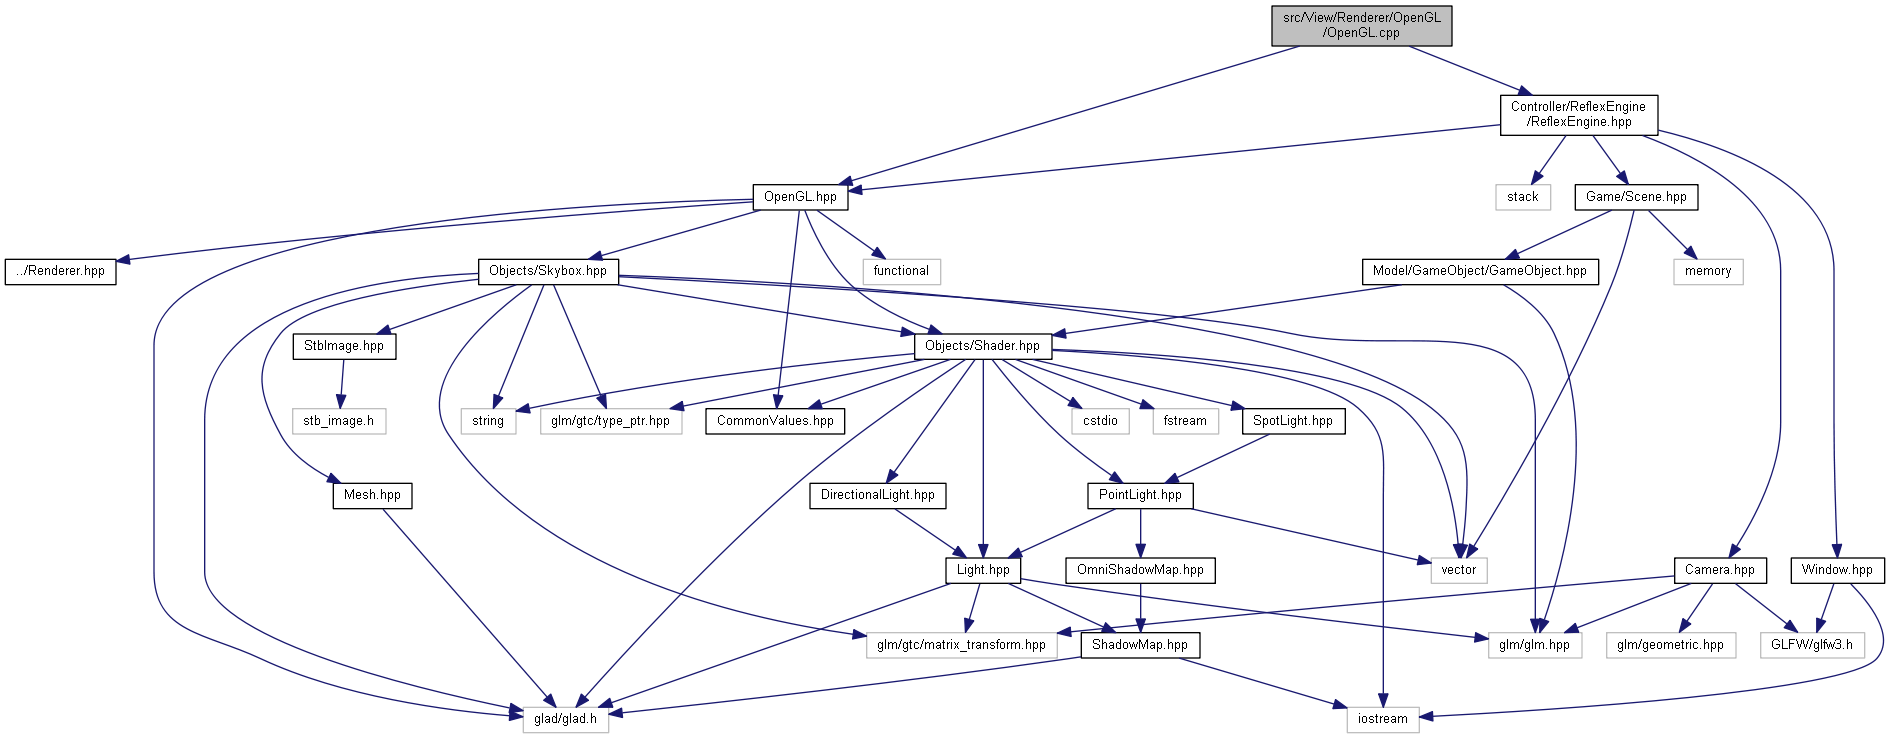 src/View/Renderer/OpenGL
/OpenGL.cpp
Controller/ReflexEngine
/ReflexEngine.hpp
OpenGL.hpp
stack
Game/Scene.hpp
../Renderer.hpp
Objects/Skybox.hpp
functional
Model/GameObject/GameObject.hpp
memory
StbImage.hpp
Objects/Shader.hpp
stb_image.h
string
glm/gtc/type_ptr.hpp
CommonValues.hpp
cstdio
fstream
SpotLight.hpp
Mesh.hpp
DirectionalLight.hpp
PointLight.hpp
Light.hpp
OmniShadowMap.hpp
vector
Camera.hpp
Window.hpp
glm/gtc/matrix_transform.hpp
ShadowMap.hpp
glm/glm.hpp
glm/geometric.hpp
GLFW/glfw3.h
glad/glad.h
iostream